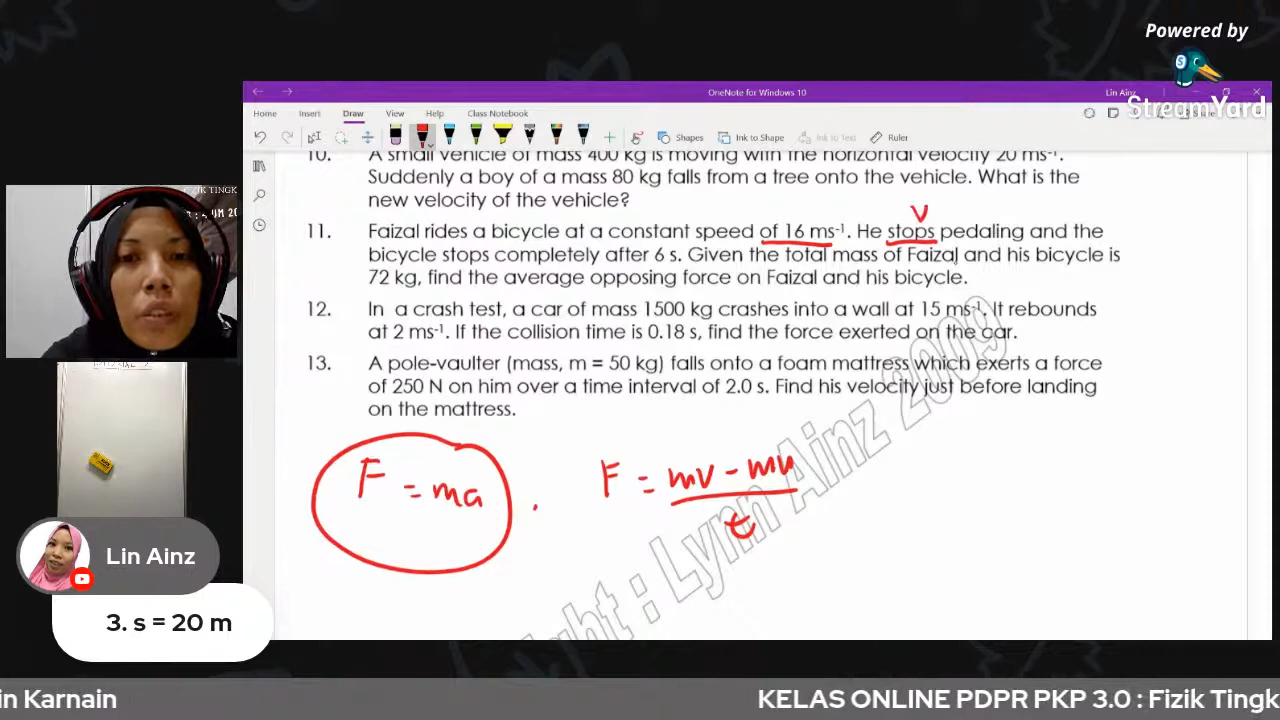 Powered by
StreamYard
OneNote for Windows 10
Lin Ainz
Home Insert Draw View Help Class Notebook
Shapes Ink to Shape Ink to Text Ruler
10. A small vehicle of mass 400 kg is moving with the horizontal velocity 20 ms⁻¹.
Suddenly a boy of a mass 80 kg falls from a tree onto the vehicle. What is the
new velocity of the vehicle?
v
11. Faizal rides a bicycle at a constant speed of 16 ms⁻¹. He stops pedaling and the
bicycle stops completely after 6 s. Given the total mass of Faizal and his bicycle is
72 kg, find the average opposing force on Faizal and his bicycle.
12. In a crash test, a car of mass 1500 kg crashes into a wall at 15 ms⁻¹. It rebounds
at 2 ms⁻¹. If the collision time is 0.18 s, find the force exerted on the car.
13. A pole-vaulter (mass, m = 50 kg) falls onto a foam mattress which exerts a force
of 250 N on him over a time interval of 2.0 s. Find his velocity just before landing
on the mattress.
F = ma
F = mv - mu
t
: Lynn Ainz 2009
Lin Ainz
3. s = 20 m
in Karnain
KELAS ONLINE PDPR PKP 3.0 : Fizik Tingk